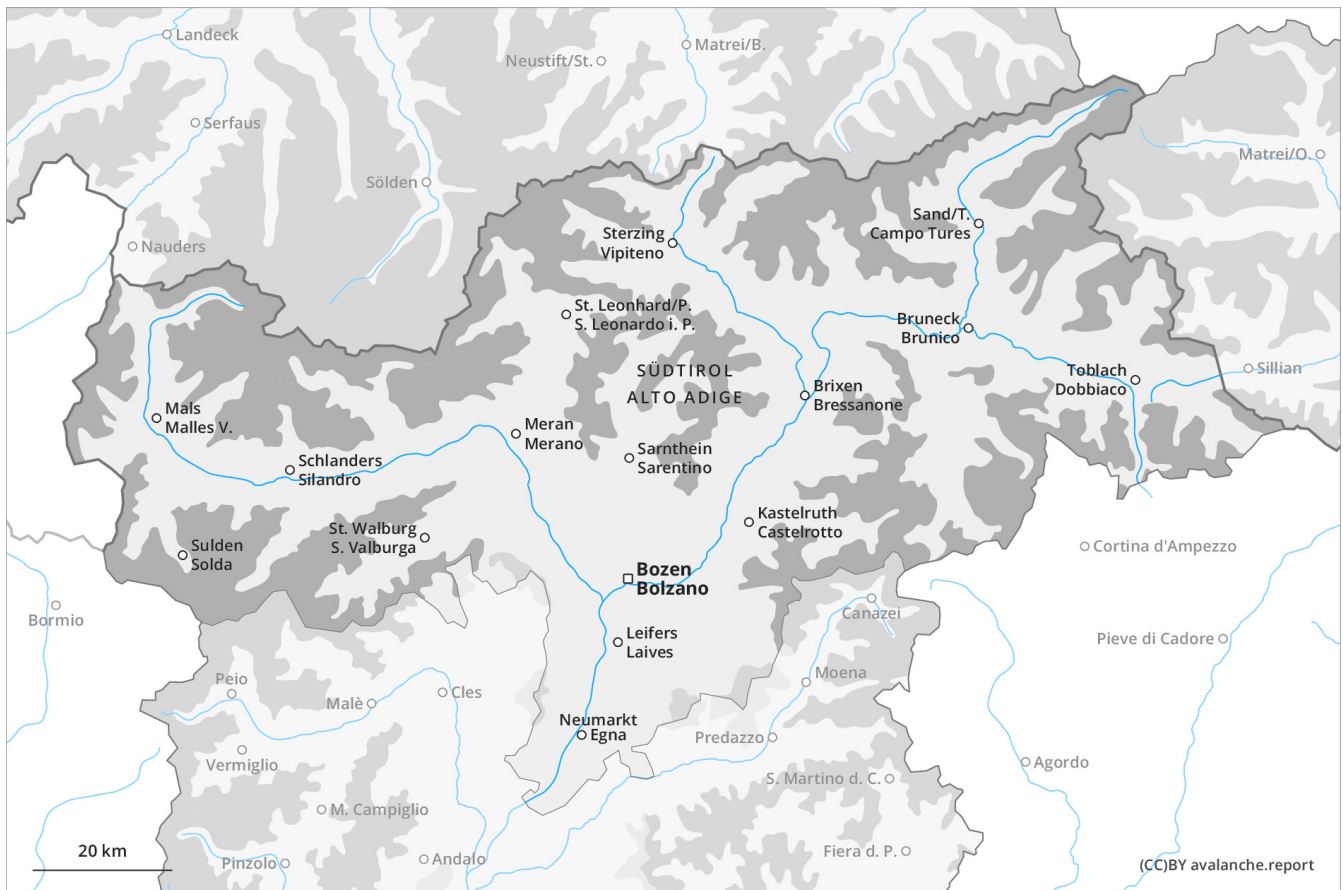 Landeck
Matrei/B.
Neustift/St.
Serfaus
Matrei/O.
Sölden
Sand/T.
Campo Tures
Sterzing
Vipiteno
Nauders
St. Leonhard/P.
S. Leonardo i. P.
Bruneck
Brunico
SÜDTIROL
ALTO ADIGE
Toblach
Dobbiaco
Sillian
Brixen
Bressanone
Mals
Malles V.
Meran
Merano
Sarnthein
Sarentino
Schlanders
Silandro
Kastelruth
Castelrotto
St. Walburg
S. Valburga
Sulden
Solda
Cortina d'Ampezzo
Bozen
Bolzano
Bormio
Canazei
Leifers
Laives
Pieve di Cadore
Moena
Peio
Malè
Cles
Neumarkt
Egna
Predazzo
Vermiglio
Agordo
S. Martino d. C.
M. Campiglio
20 km
Pinzolo
Andalo
Fiera d. P.
(CC)BY avalanche.report